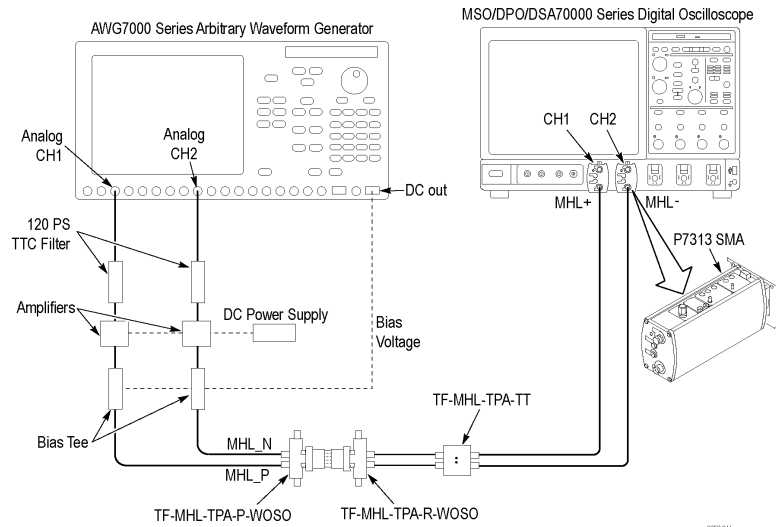 MSO/DPO/DSA70000 Series Digital Oscilloscope
AWG7000 Series Arbitrary Waveform Generator
Analog
CH1
Analog
CH2
CH1
CH2
DC out
MHL+
MHL-
120 PS
TTC Filter
P7313 SMA
Amplifiers
DC Power Supply
Bias
Voltage
TF-MHL-TPA-TT
Bias Tee
MHL_N
MHL_P
TF-MHL-TPA-P-WOSO
TF-MHL-TPA-R-WOSO